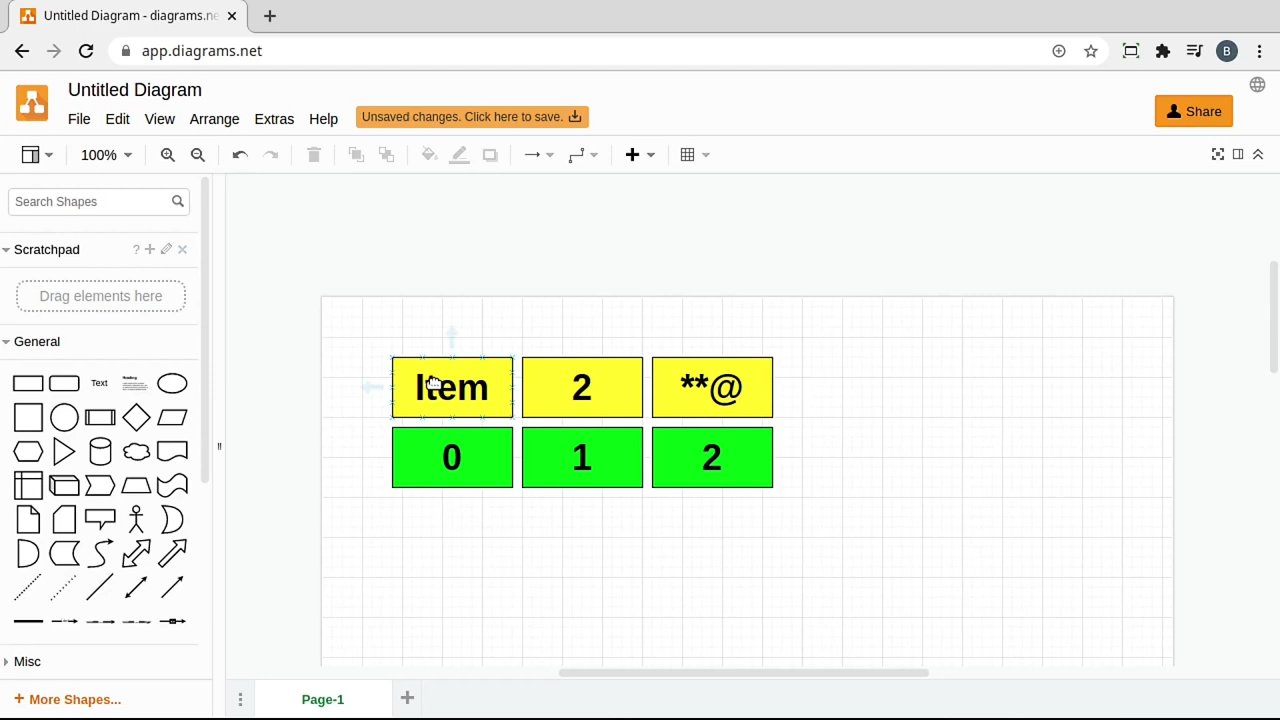 Untitled Diagram - diagrams.ne
app.diagrams.net
B
Untitled Diagram
File Edit View Arrange Extras Help
Unsaved changes. Click here to save.
Share
100%
Search Shapes
Scratchpad
?
Drag elements here
General
Text
Heading
Misc
+ More Shapes...
Item 2 **@
0 1 2
Page-1